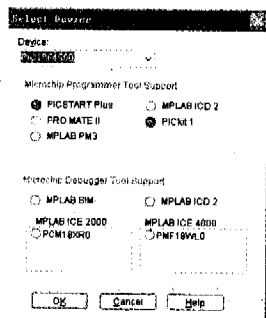 Select Device
Device:
Microchip Programmer Tool Support
PICSTART Plus
MPLAB ICD 2
PRO MATE II
PICkit 1
MPLAB PM3
Microchip Debugger Tool Support
MPLAB SIM
MPLAB ICD 2
MPLAB ICE 2000
MPLAB ICE 4000
PCM18XR0
OK
Cancel
Help